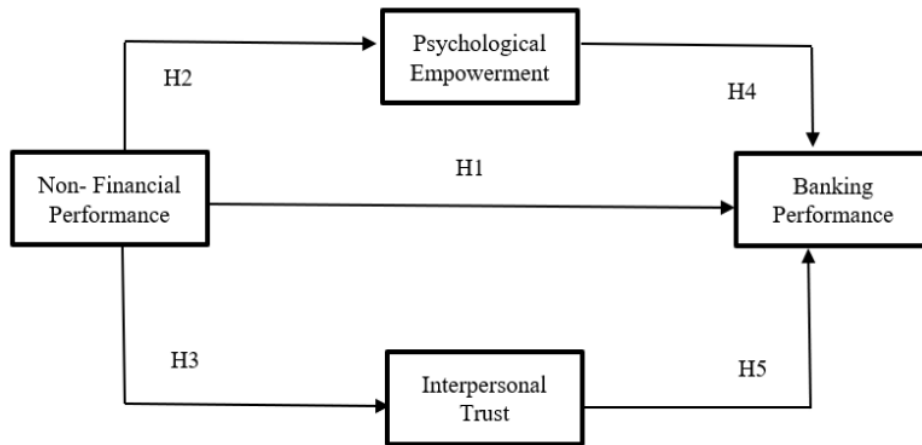 Psychological
Empowerment
H2
H4
H1
Non- Financial
Performance
Banking
Performance
H3
H5
Interpersonal
Trust